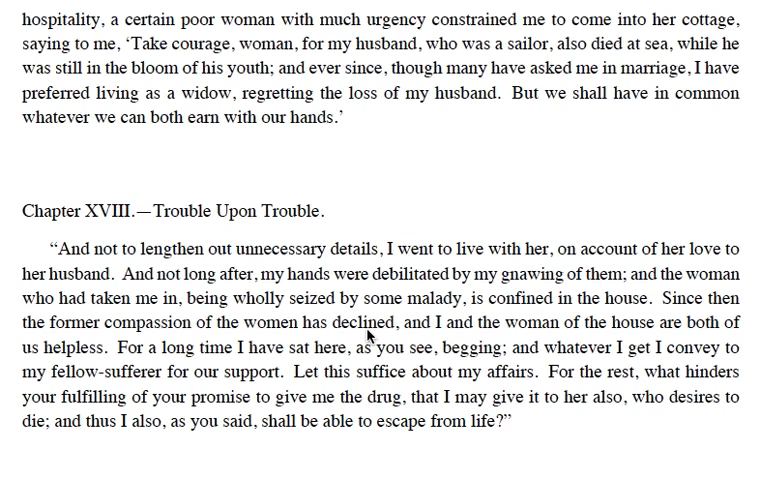 hospitality, a certain poor woman with much urgency constrained me to come into her cottage,
saying to me, ‘Take courage, woman, for my husband, who was a sailor, also died at sea, while he
was still in the bloom of his youth; and ever since, though many have asked me in marriage, I have
preferred living as a widow, regretting the loss of my husband. But we shall have in common
whatever we can both earn with our hands.’
Chapter XVIII.—Trouble Upon Trouble.
“And not to lengthen out unnecessary details, I went to live with her, on account of her love to
her husband. And not long after, my hands were debilitated by my gnawing of them; and the woman
who had taken me in, being wholly seized by some malady, is confined in the house. Since then
the former compassion of the women has declined, and I and the woman of the house are both of
us helpless. For a long time I have sat here, as you see, begging; and whatever I get I convey to
my fellow-sufferer for our support. Let this suffice about my affairs. For the rest, what hinders
your fulfilling of your promise to give me the drug, that I may give it to her also, who desires to
die; and thus I also, as you said, shall be able to escape from life?”